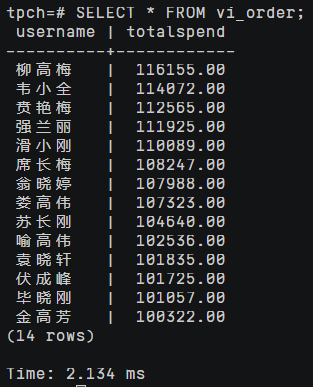 tpch=# SELECT * FROM vi_order;
 username | totalspend
----------+------------
 柳高梅   |  116155.00
 韦小全   |  114072.00
 贲艳梅   |  112565.00
 强兰丽   |  111925.00
 滑小刚   |  110089.00
 席长梅   |  108247.00
 翁晓婷   |  107988.00
 娄高伟   |  107323.00
 苏长刚   |  104640.00
 喻高伟   |  102536.00
 袁晓轩   |  101835.00
 伏成峰   |  101725.00
 毕晓刚   |  101057.00
 金高芳   |  100322.00
(14 rows)

Time: 2.134 ms